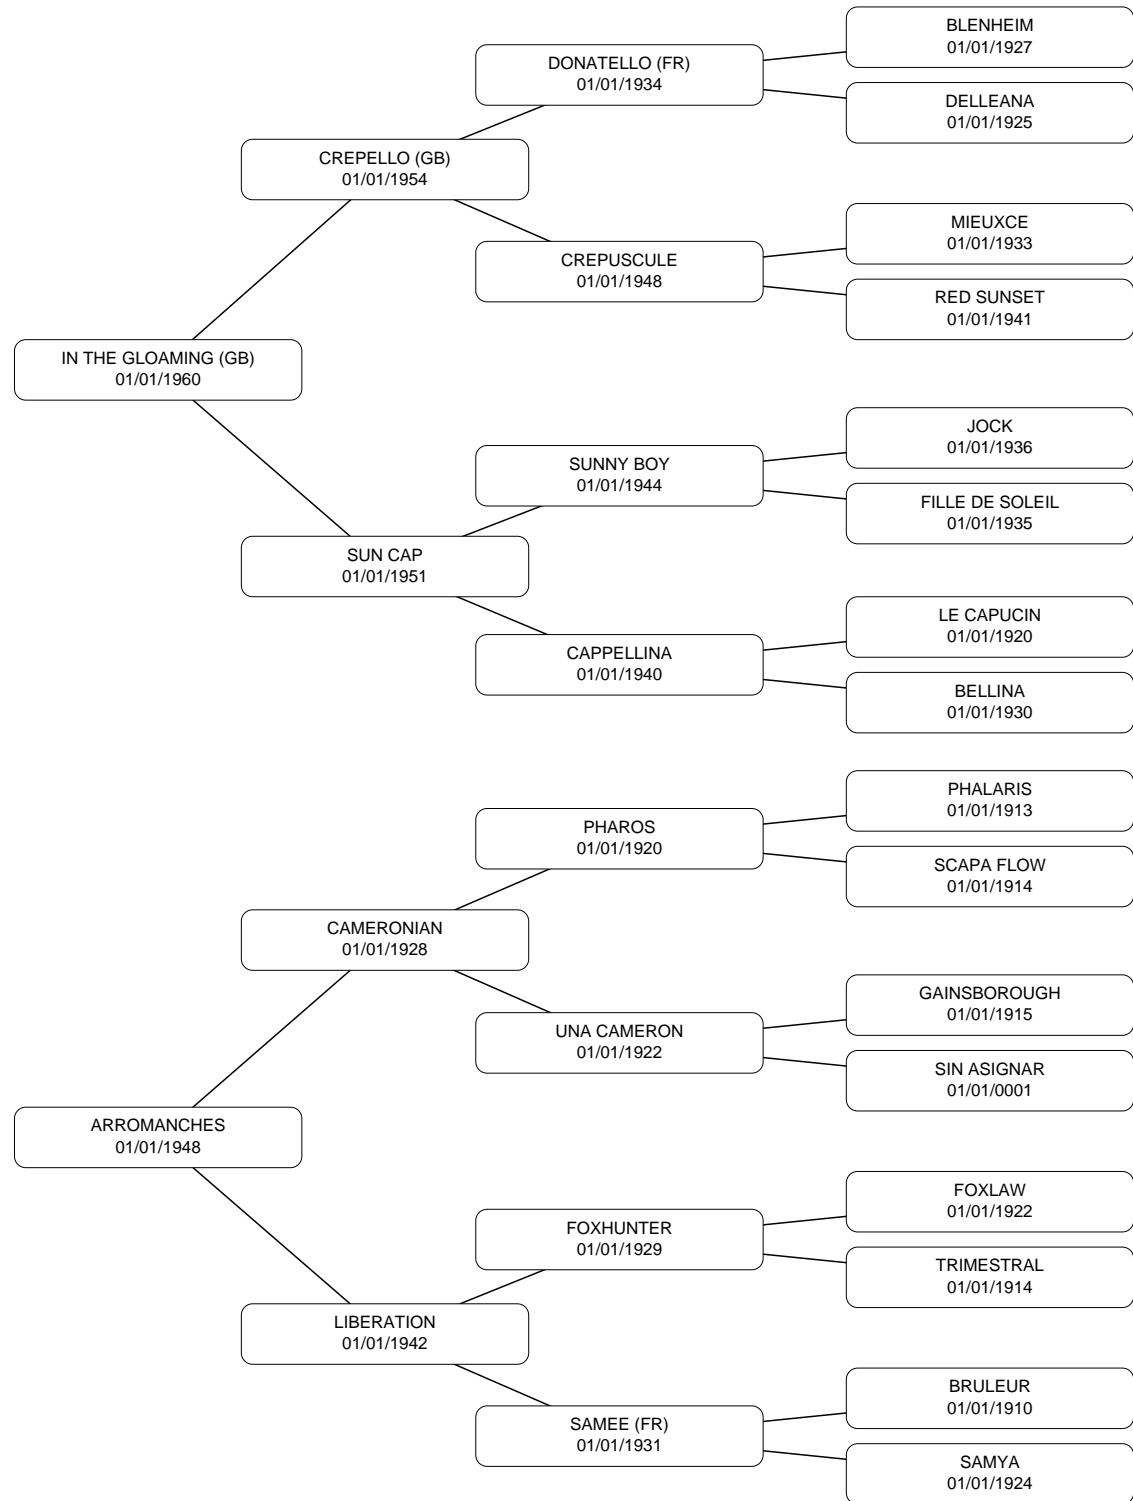 BLENHEIM
01/01/1927
DONATELLO (FR)
01/01/1934
DELLEANA
01/01/1925
CREPELLO (GB)
01/01/1954
MIEUXCE
01/01/1933
CREPUSCULE
01/01/1948
RED SUNSET
01/01/1941
IN THE GLOAMING (GB)
01/01/1960
JOCK
01/01/1936
SUNNY BOY
01/01/1944
FILLE DE SOLEIL
01/01/1935
SUN CAP
01/01/1951
LE CAPUCIN
01/01/1920
CAPPELLINA
01/01/1940
BELLINA
01/01/1930
PHALARIS
01/01/1913
PHAROS
01/01/1920
SCAPA FLOW
01/01/1914
CAMERONIAN
01/01/1928
GAINSBOROUGH
01/01/1915
UNA CAMERON
01/01/1922
SIN ASIGNAR
01/01/0001
ARROMANCHES
01/01/1948
FOXLAW
01/01/1922
FOXHUNTER
01/01/1929
TRIMESTRAL
01/01/1914
LIBERATION
01/01/1942
BRULEUR
01/01/1910
SAMEE (FR)
01/01/1931
SAMYA
01/01/1924